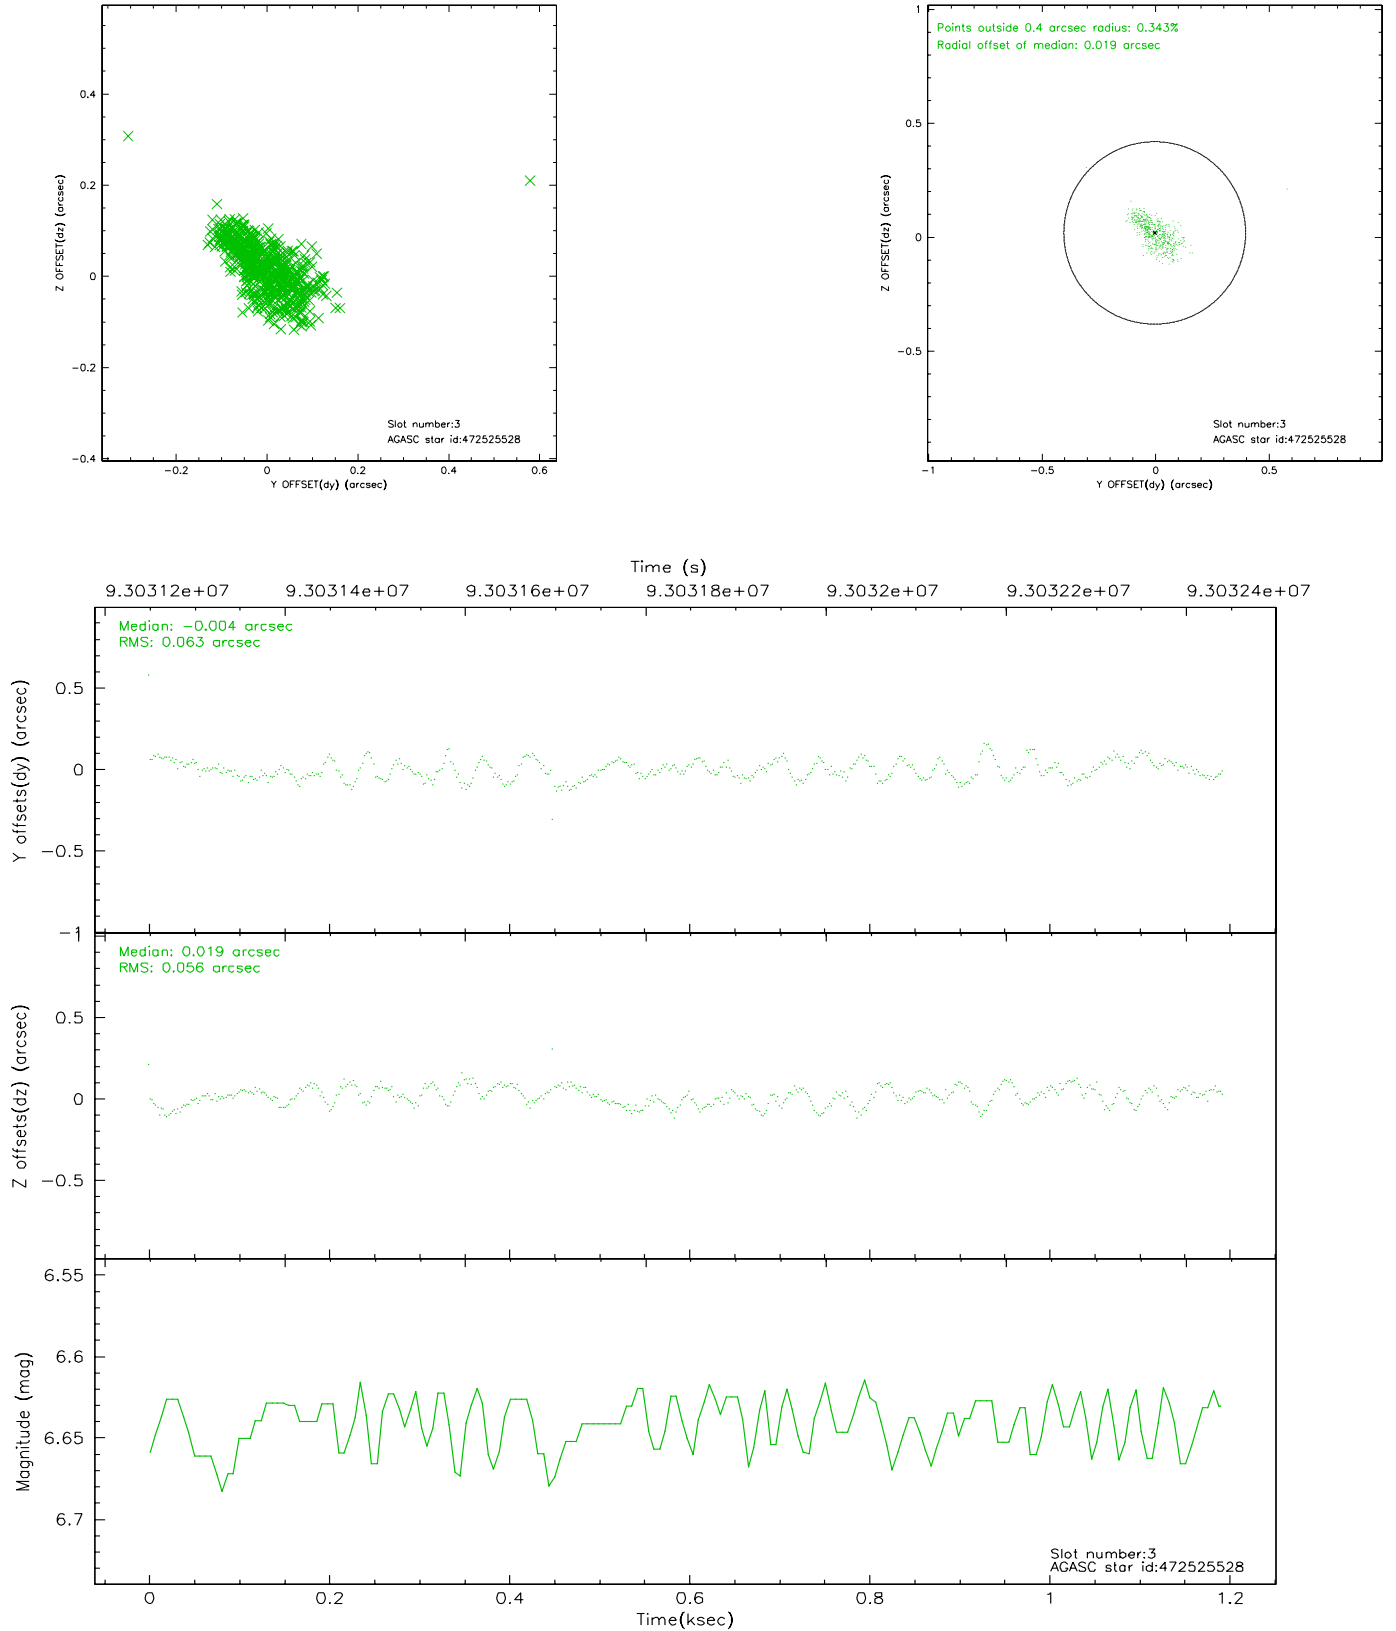 0.4
0.2
0
−0.2
−0.4
Z OFFSET(dz) (arcsec)
−0.2 0 0.2 0.4 0.6
Y OFFSET(dy) (arcsec)
Slot number:3
AGASC star id:472525528
Points outside 0.4 arcsec radius: 0.343%
Radial offset of median: 0.019 arcsec
1
0.5
0
−0.5
Z OFFSET(dz) (arcsec)
−1 −0.5 0 0.5
Y OFFSET(dy) (arcsec)
Slot number:3
AGASC star id:472525528
Time (s)
9.30312e+07 9.30314e+07 9.30316e+07 9.30318e+07 9.3032e+07 9.30322e+07 9.30324e+07
Median: −0.004 arcsec
RMS: 0.063 arcsec
0.5
0
−0.5
−1
Y offsets(dy) (arcsec)
Median: 0.019 arcsec
RMS: 0.056 arcsec
0.5
0
−0.5
Z offsets(dz) (arcsec)
6.55
6.6
6.65
6.7
Magnitude (mag)
Slot number:3
AGASC star id:472525528
0 0.2 0.4 0.6 0.8 1 1.2
Time(ksec)